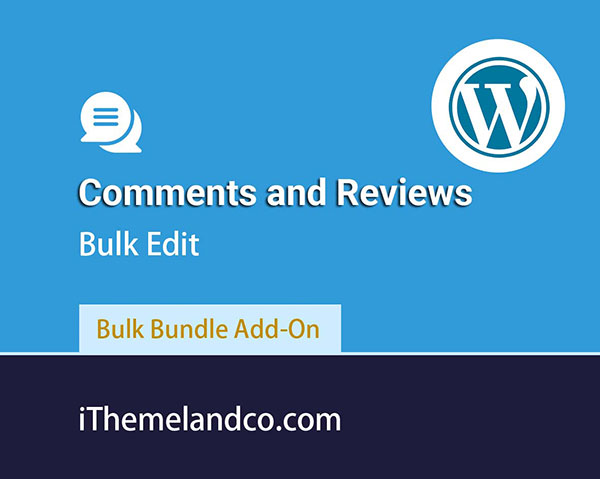 Comments and Reviews
Bulk Edit
Bulk Bundle Add-On
iThemelandco.com